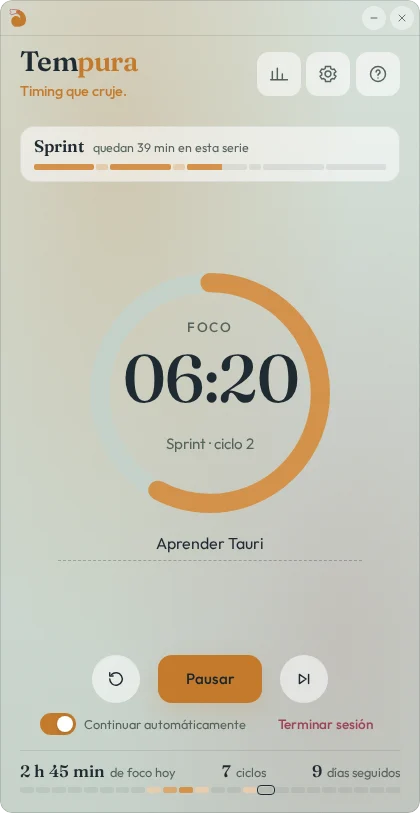 Tempura
Timing que cruje.
Sprint quedan 39 min en esta serie
FOCO
06:20
Sprint · ciclo 2
Aprender Tauri
Pausar
Continuar automáticamente Terminar sesión
2 h 45 min de foco hoy 7 ciclos 9 días seguidos